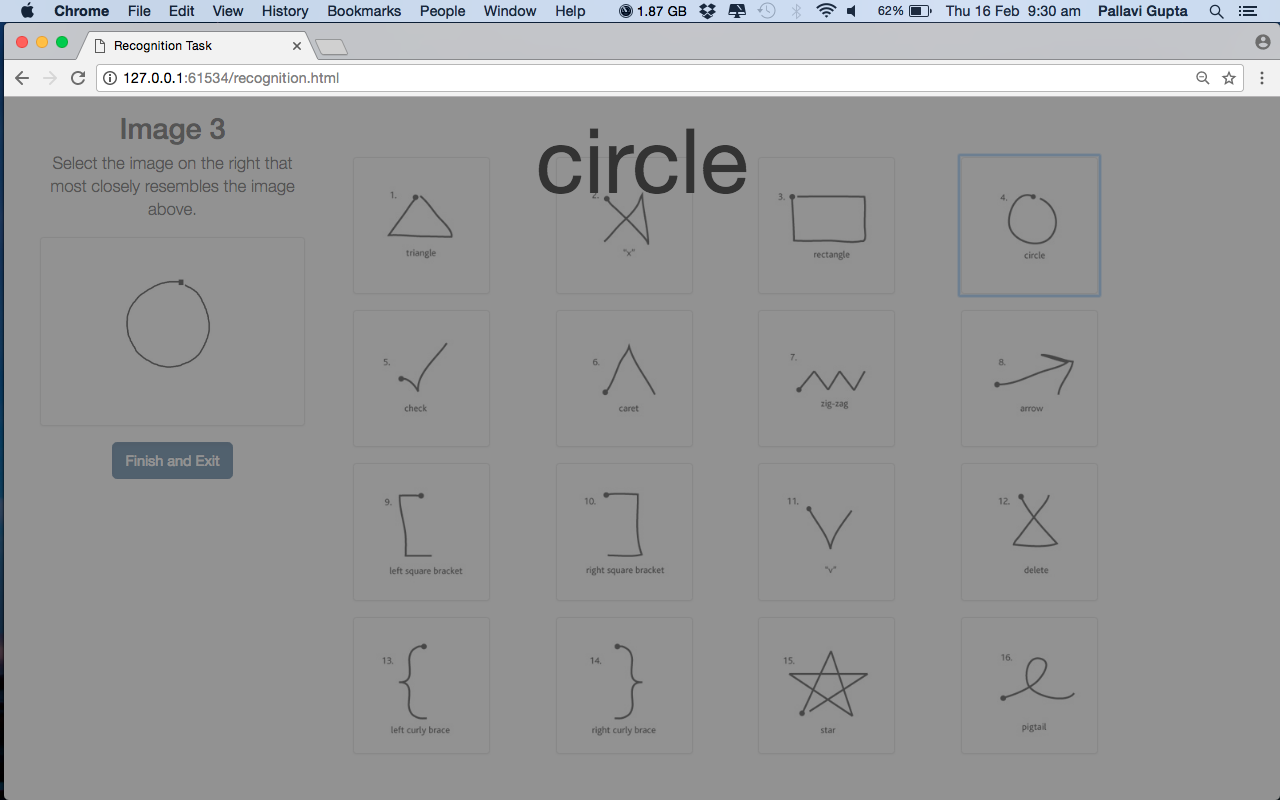 Chrome File Edit View History Bookmarks People Window Help 1.87 GB 62% Thu 16 Feb 9:30 am Pallavi Gupta
Recognition Task
127.0.0.1:61534/recognition.html
Image 3
Select the image on the right that
most closely resembles the image
above.
Finish and Exit
circle
1.
triangle
2.
"x"
3.
rectangle
4.
circle
5.
check
6.
caret
7.
zig-zag
8.
arrow
9.
left square bracket
10.
right square bracket
11.
"v"
12.
delete
13.
left curly brace
14.
right curly brace
15.
star
16.
pigtail